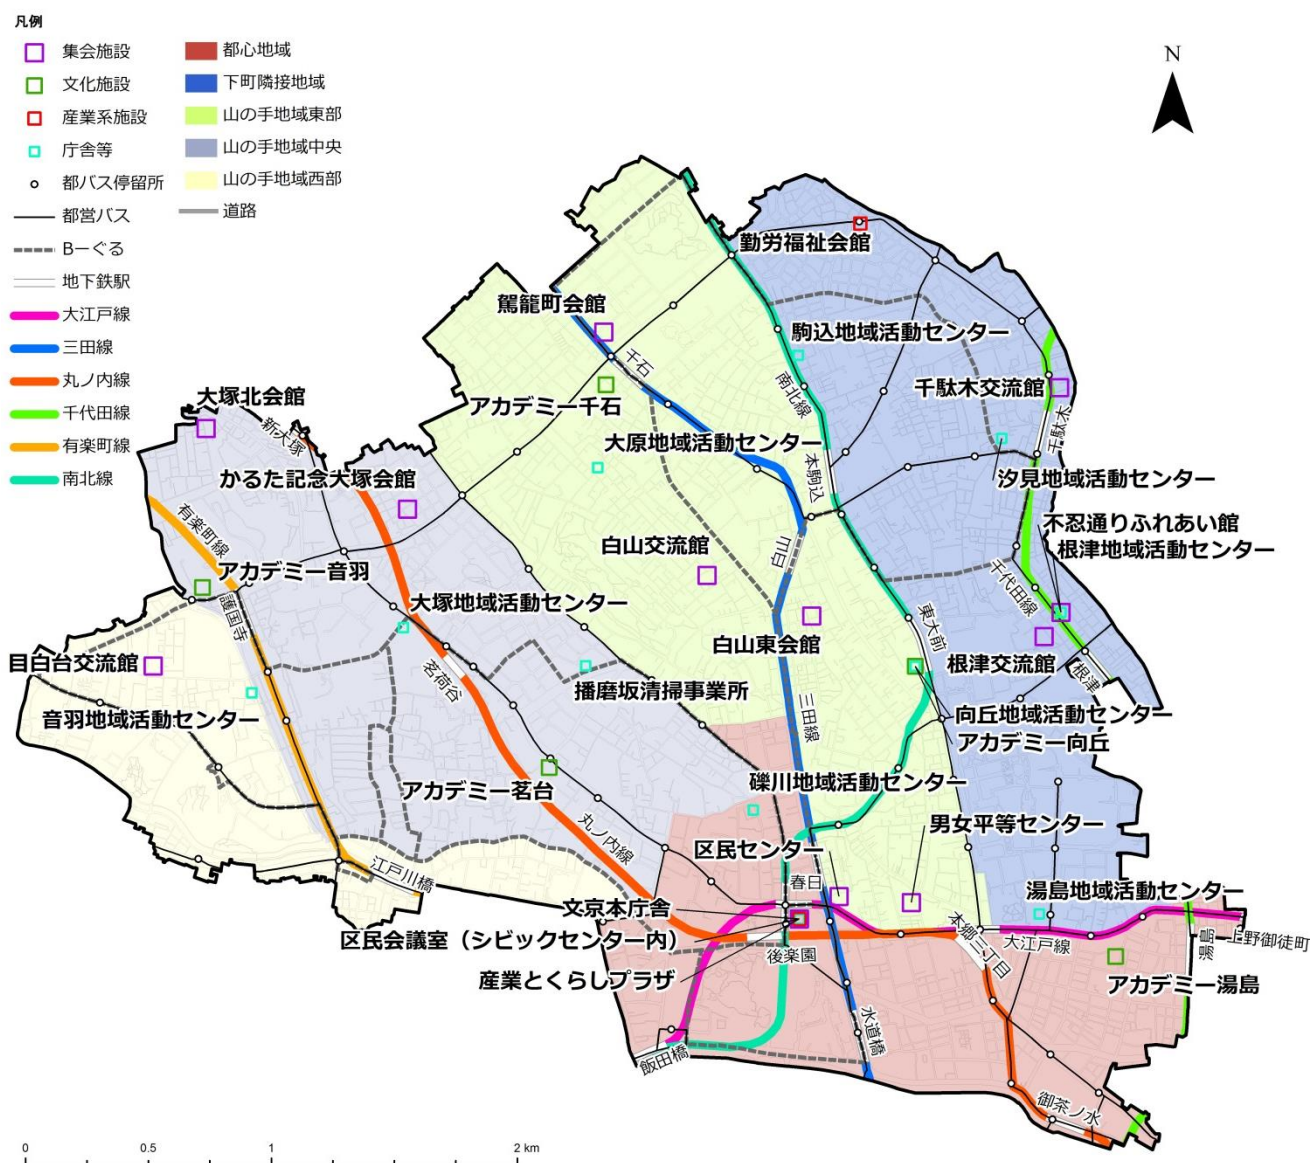 凡例
集会施設
文化施設
産業系施設
庁舎等
都バス停留所
都営バス
Bーぐる
地下鉄駅
大江戸線
三田線
丸ノ内線
千代田線
有楽町線
南北線
都心地域
下町隣接地域
山の手地域東部
山の手地域中央
山の手地域西部
道路
N
勤労福祉会館
駕籠町会館
千石
駒込地域活動センター
南北線
千駄木交流館
アカデミー千石
大塚北会館
新大塚
大原地域活動センター
本駒込
千駄木
かるた記念大塚会館
汐見地域活動センター
有楽町線
不忍通りふれあい館
根津地域活動センター
白山交流館
白山
アカデミー音羽
千代田線
大塚地域活動センター
護国寺
東大前
白山東会館
目白台交流館
茗荷谷
根津交流館
根津
播磨坂清掃事業所
三田線
音羽地域活動センター
向丘地域活動センター
アカデミー向丘
アカデミー茗台
礫川地域活動センター
丸ノ内線
男女平等センター
区民センター
江戸川橋
春日
湯島地域活動センター
文京本庁舎
本郷三丁目
区民会議室（シビックセンター内）
後楽園
大江戸線
湯島
上野御徒町
産業とくらしプラザ
アカデミー湯島
水道橋
飯田橋
御茶ノ水
0 0.5 1 2 km